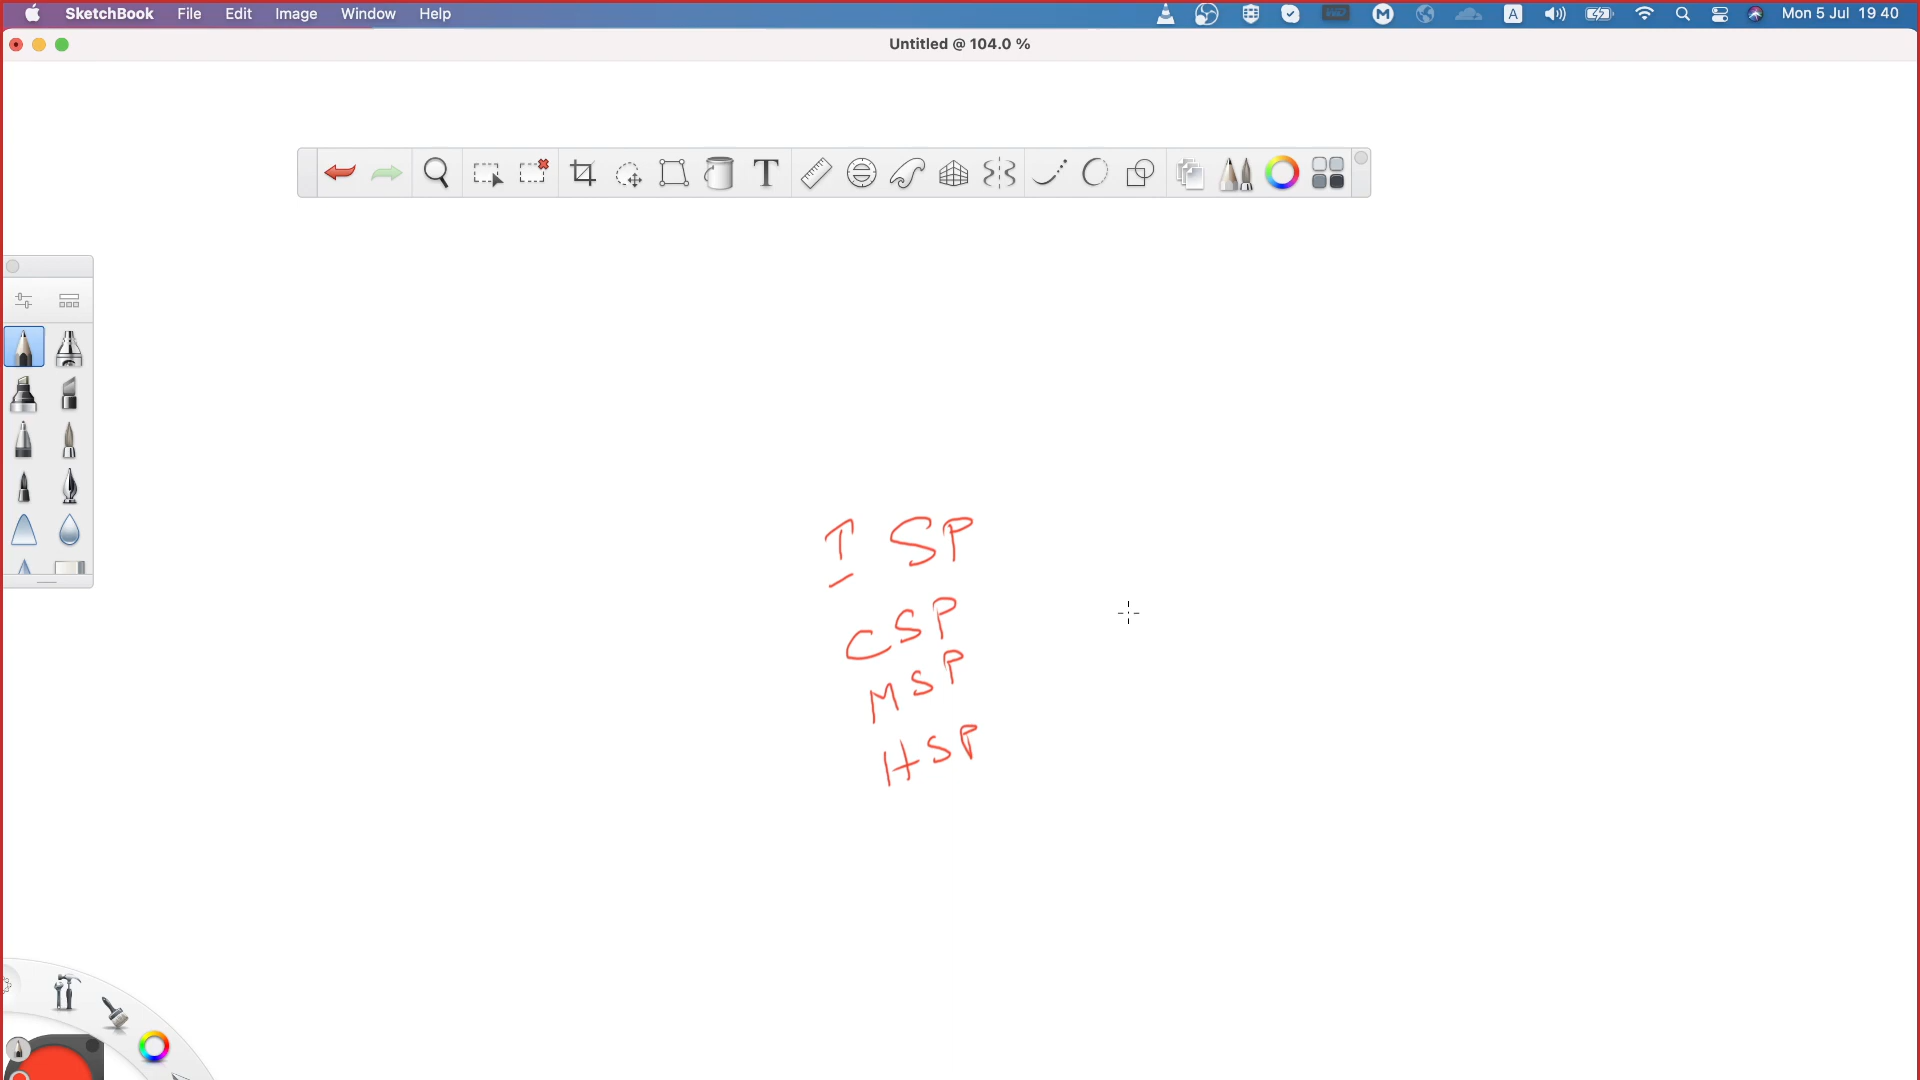 SketchBook File Edit Image Window Help A Mon 5 Jul 19 40
Untitled @ 104.0 %
T
I SP
CSP
MSP
HSP